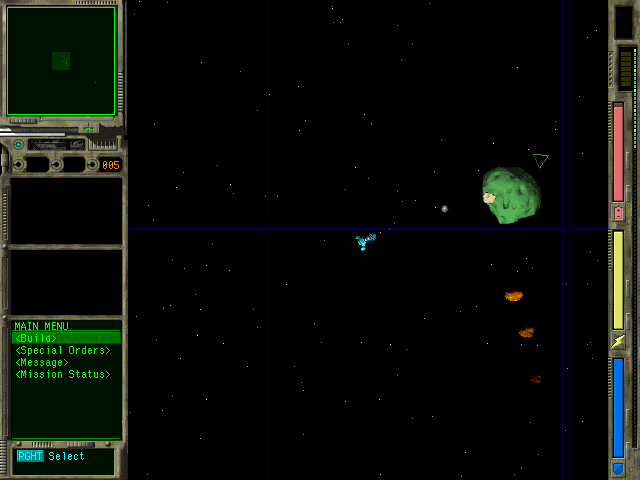 005
MAIN MENU
<Build>
<Special Orders>
<Message>
<Mission Status>
RGHT Select